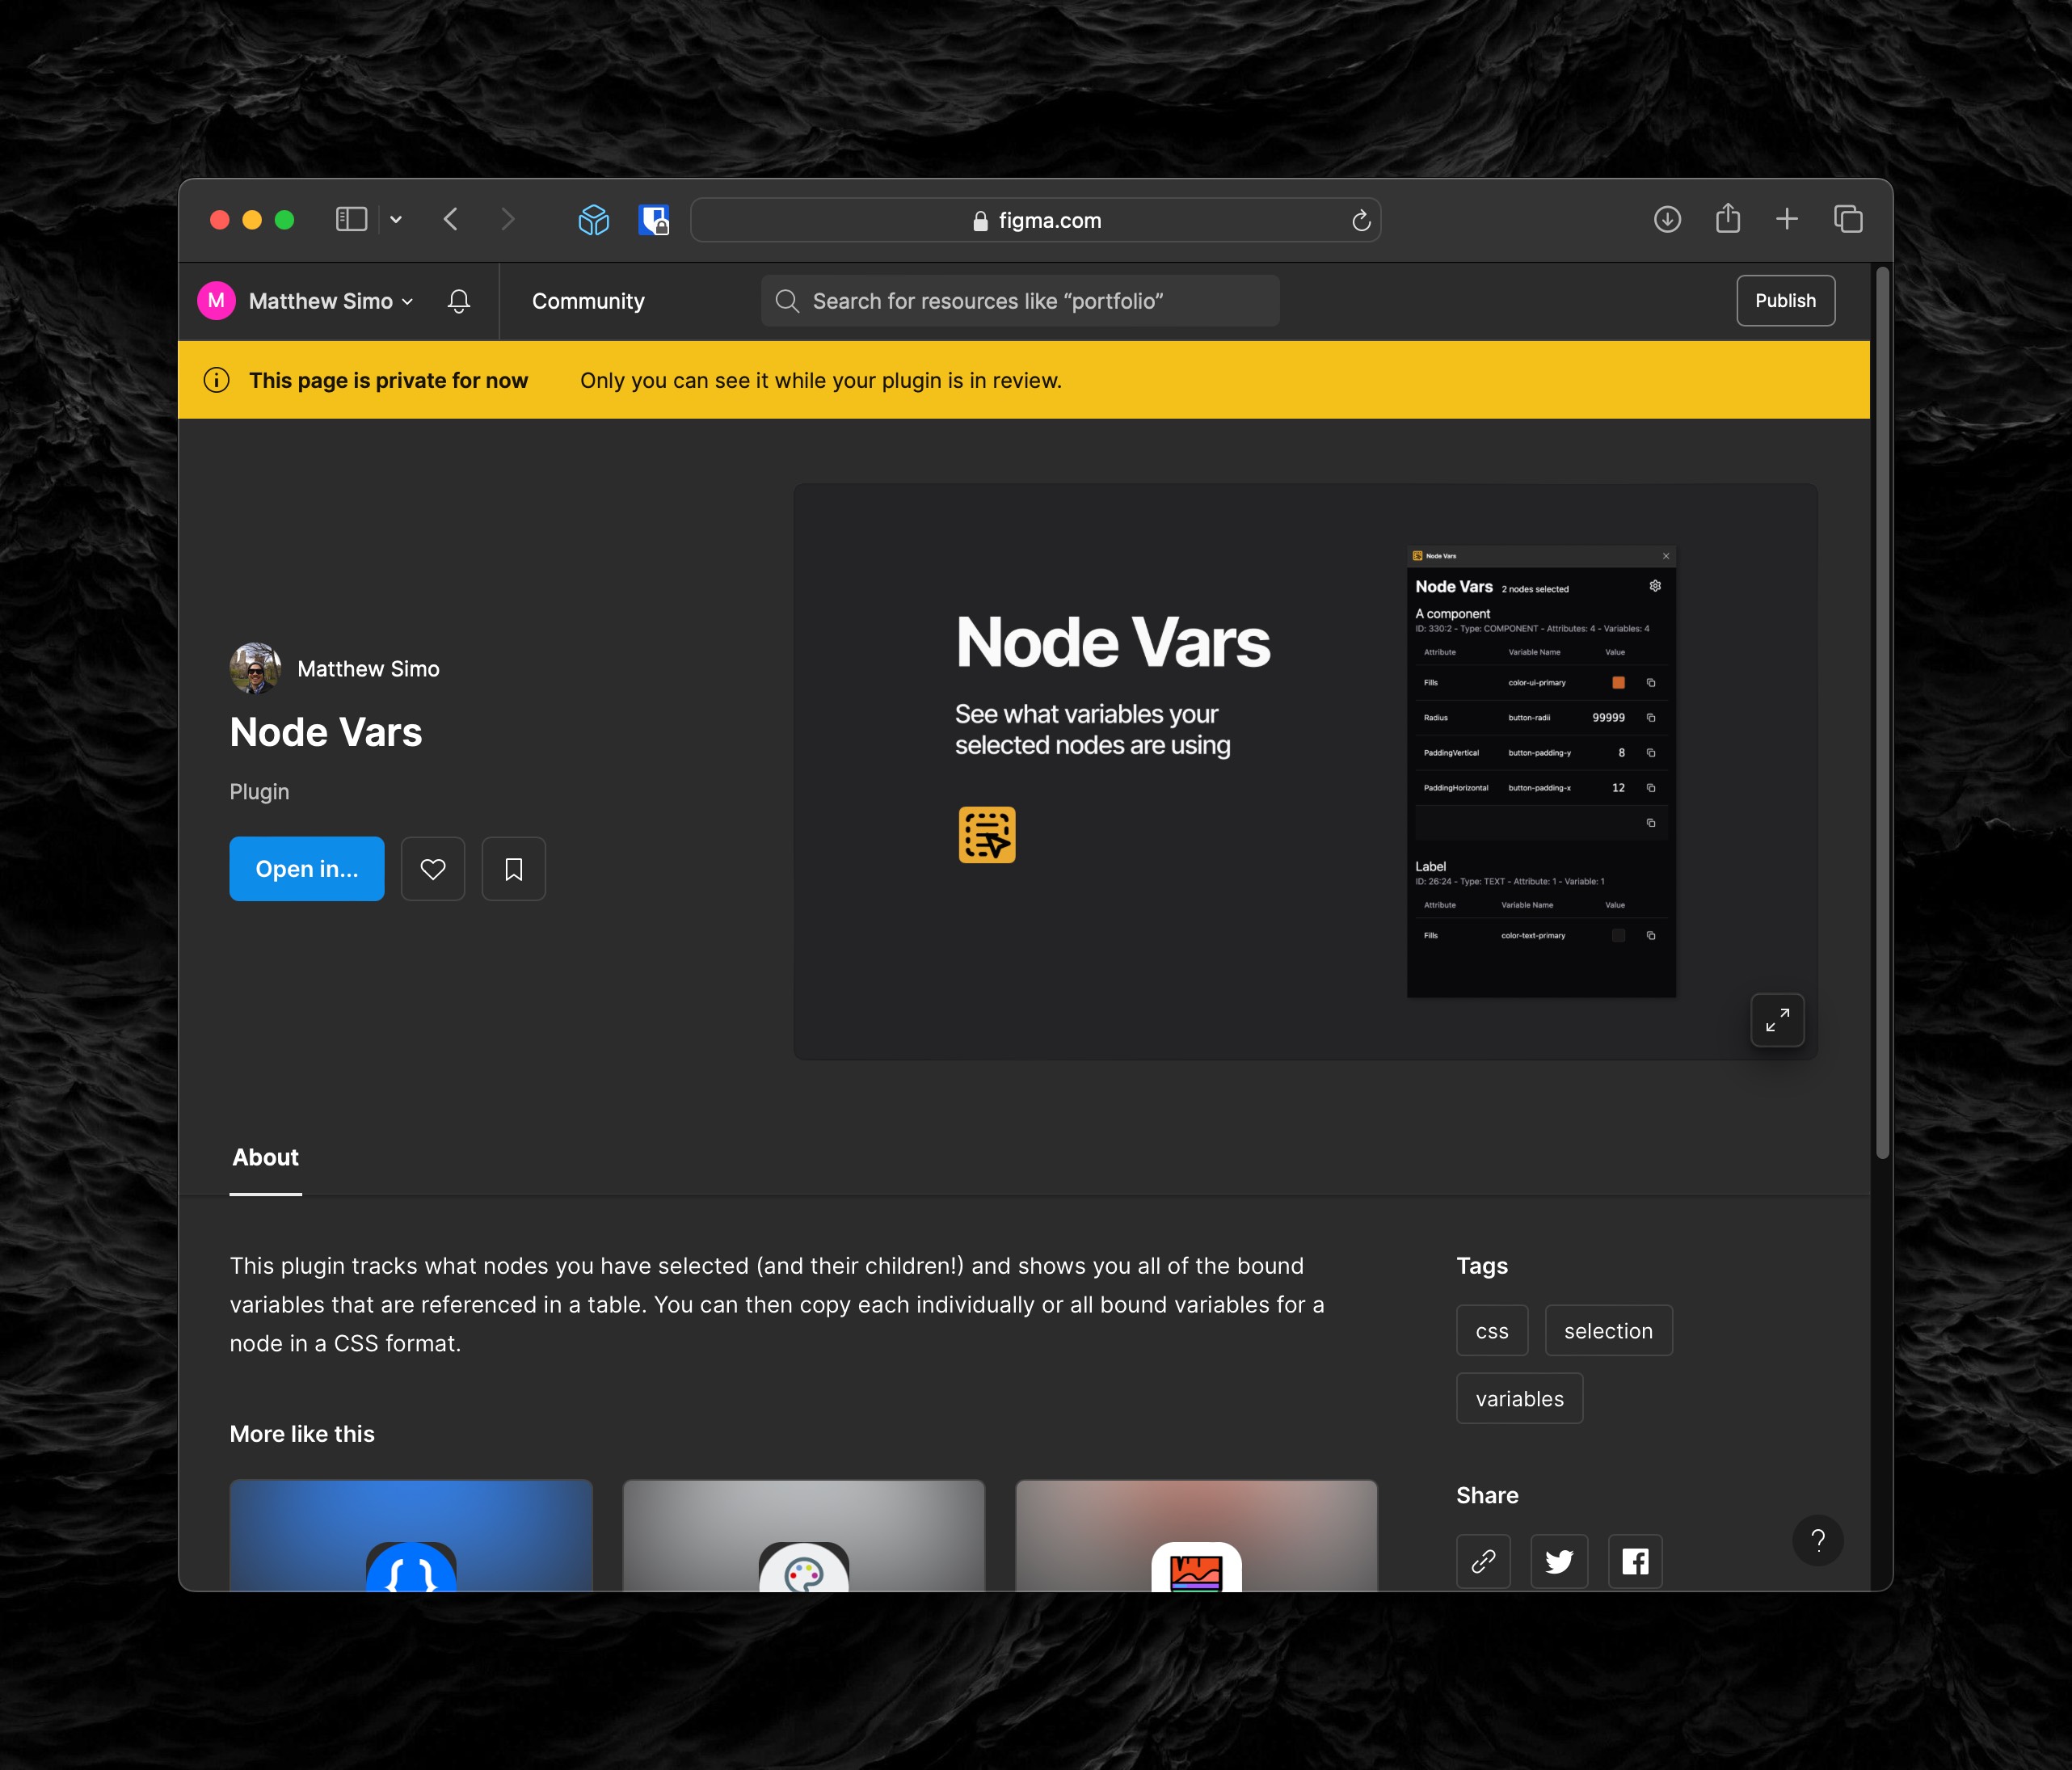 figma.com
M Matthew Simo
Community
Search for resources like “portfolio”
Publish
This page is private for now
Only you can see it while your plugin is in review.
Matthew Simo
Node Vars
Plugin
Open in...
Node Vars
See what variables your
selected nodes are using
Node Vars
Node Vars 2 nodes selected
A component
ID: 330:2 - Type: COMPONENT - Attributes: 4 - Variables: 4
Attribute Variable Name Value
Fills color-ui-primary
Radius button-radii 99999
PaddingVertical button-padding-y 8
PaddingHorizontal button-padding-x 12
Label
ID: 26:24 - Type: TEXT - Attribute: 1 - Variable: 1
Attribute Variable Name Value
Fills color-text-primary
About
This plugin tracks what nodes you have selected (and their children!) and shows you all of the bound
variables that are referenced in a table. You can then copy each individually or all bound variables for a
node in a CSS format.
More like this
{ }
Tags
css selection
variables
Share
?